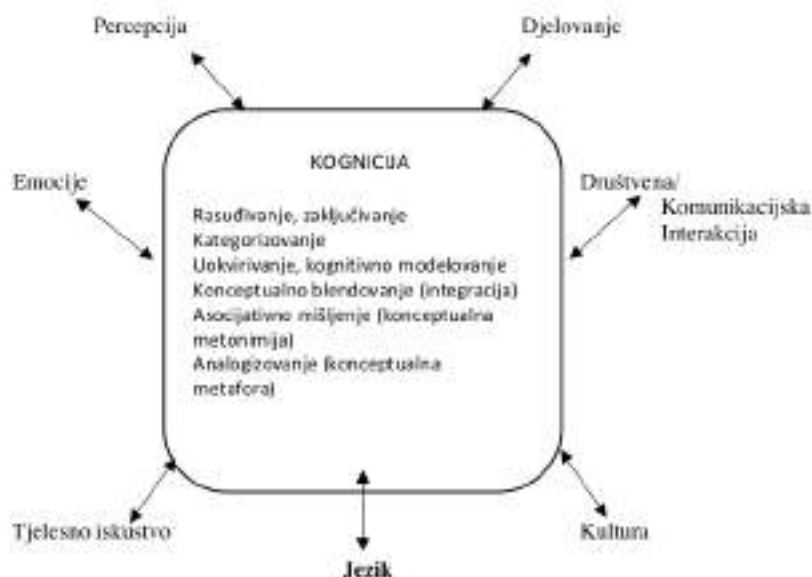 Percepcija
Djelovanje
KOGNICIJA
Emocije
Društvena/
Komunikacijska
Interakcija
Rasuđivanje, zaključivanje
Kategorizovanje
Uokvirivanje, kognitivno modelovanje
Konceptualno blendovanje (integracija)
Asocijativno mišljenje (konceptualna
metonimija)
Analogizovanje (konceptualna
metafora)
Tjelesno iskustvo
Kultura
Jezik